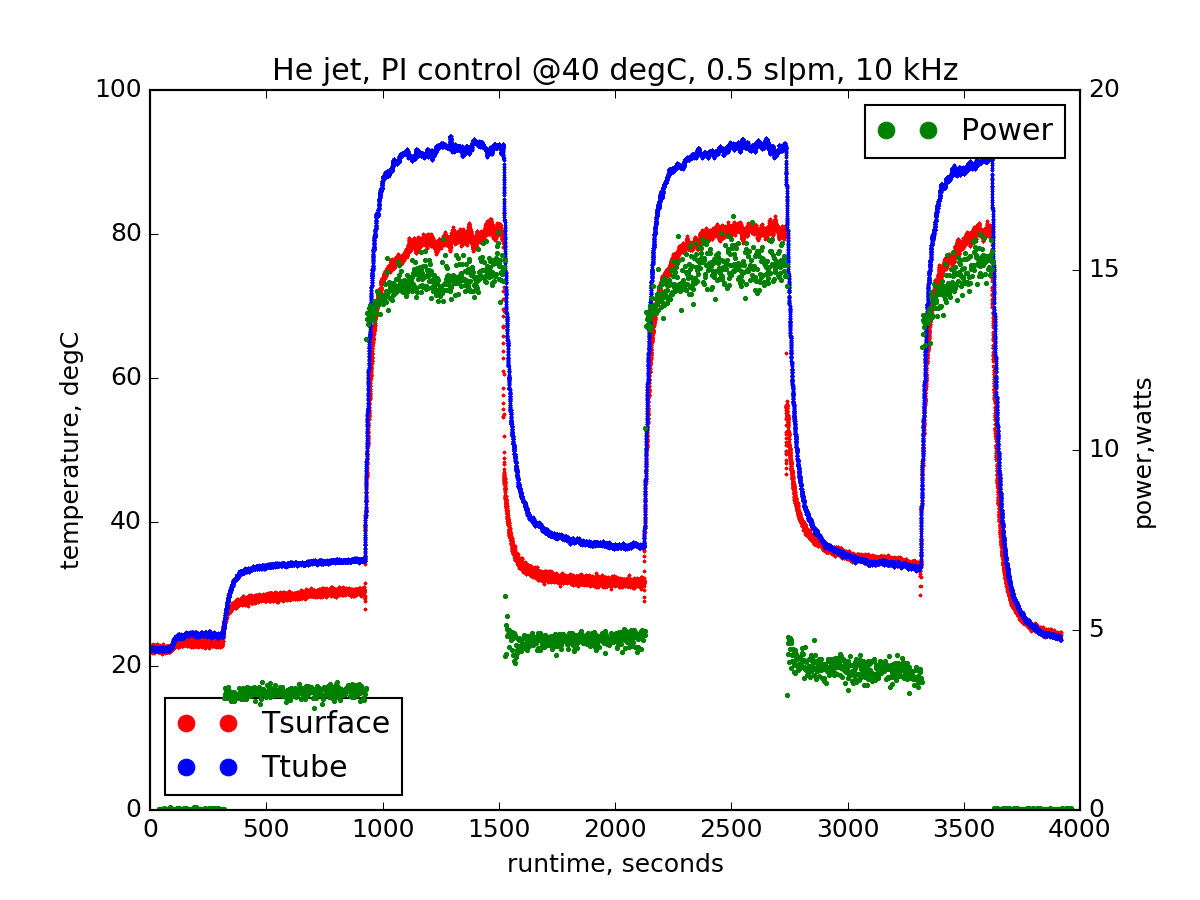 He jet, PI control @40 degC, 0.5 slpm, 10 kHz
100
80
60
40
20
0
temperature, degC
20
15
10
5
0
power,watts
Power
Tsurface
Ttube
0 500 1000 1500 2000 2500 3000 3500 4000
runtime, seconds